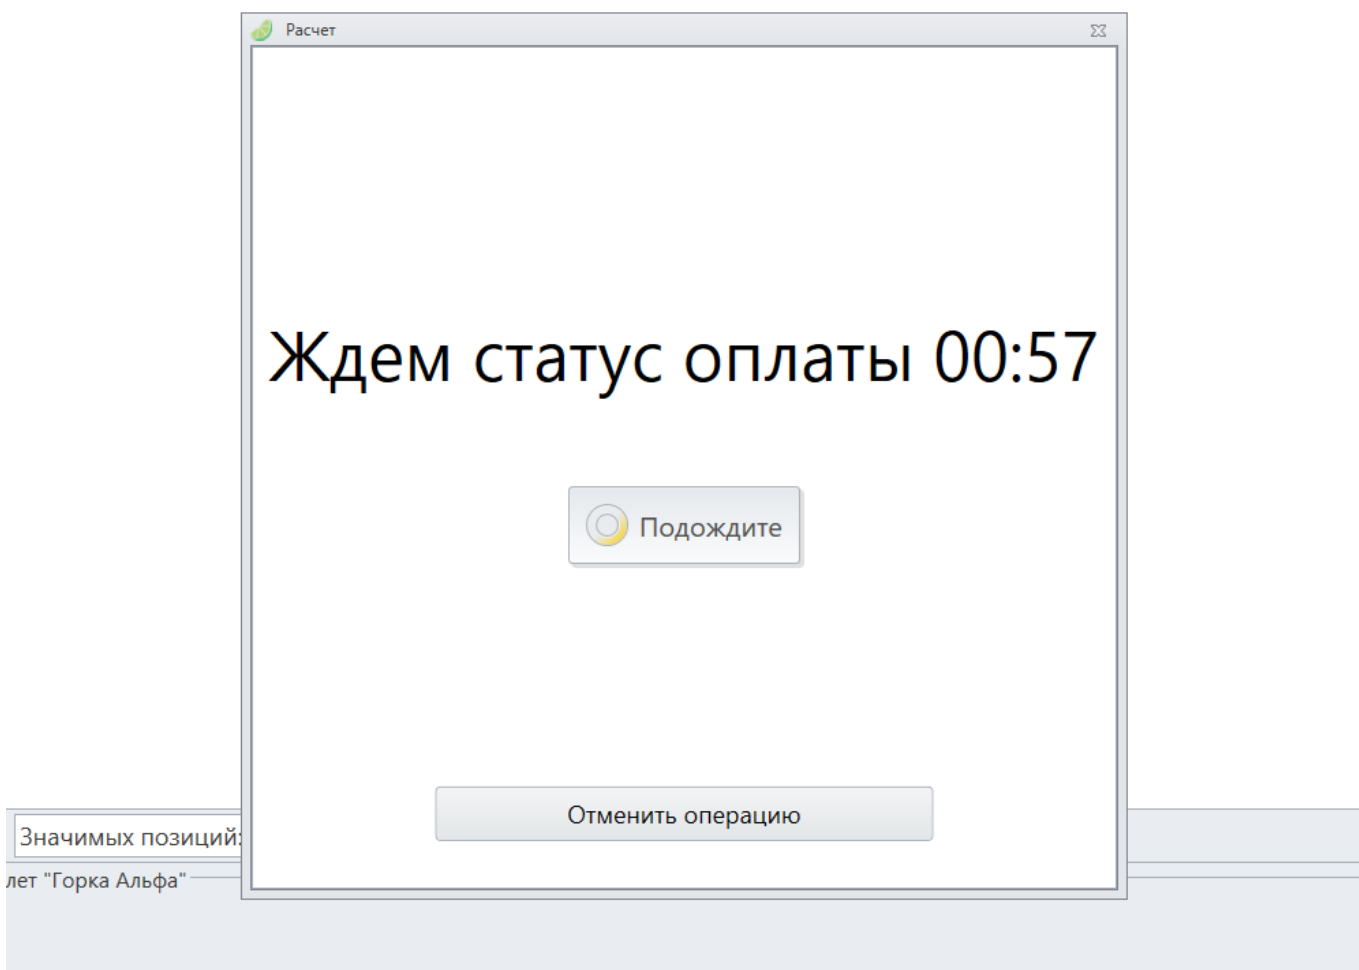 Расчет
Ждем статус оплаты 00:57
Подождите
Отменить операцию
Значимых позиций:
лет "Горка Альфа"